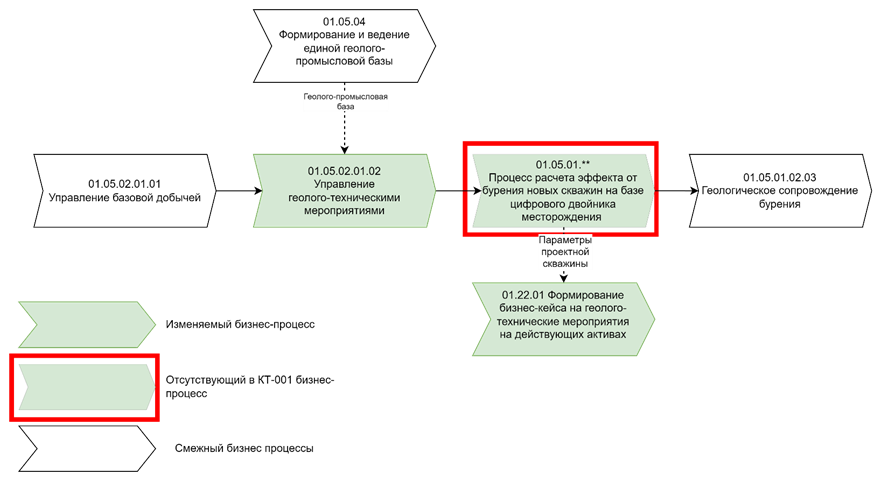 01.05.04
Формирование и ведение
единой геолого-
промысловой базы
Геолого-промысловая
база
01.05.02.01.01
Управление базовой добычей
01.05.02.01.02
Управление
геолого-техническими
мероприятиями
01.05.01.**
Процесс расчета эффекта от
бурения новых скважин на базе
цифрового двойника
месторождения
01.05.01.02.03
Геологическое сопровождение
бурения
Параметры
проектной
скважины
01.22.01 Формирование
бизнес-кейса на геолого-
технические мероприятия
на действующих активах
Изменяемый бизнес-процесс
Отсутствующий в КТ-001 бизнес-
процесс
Смежный бизнес процессы